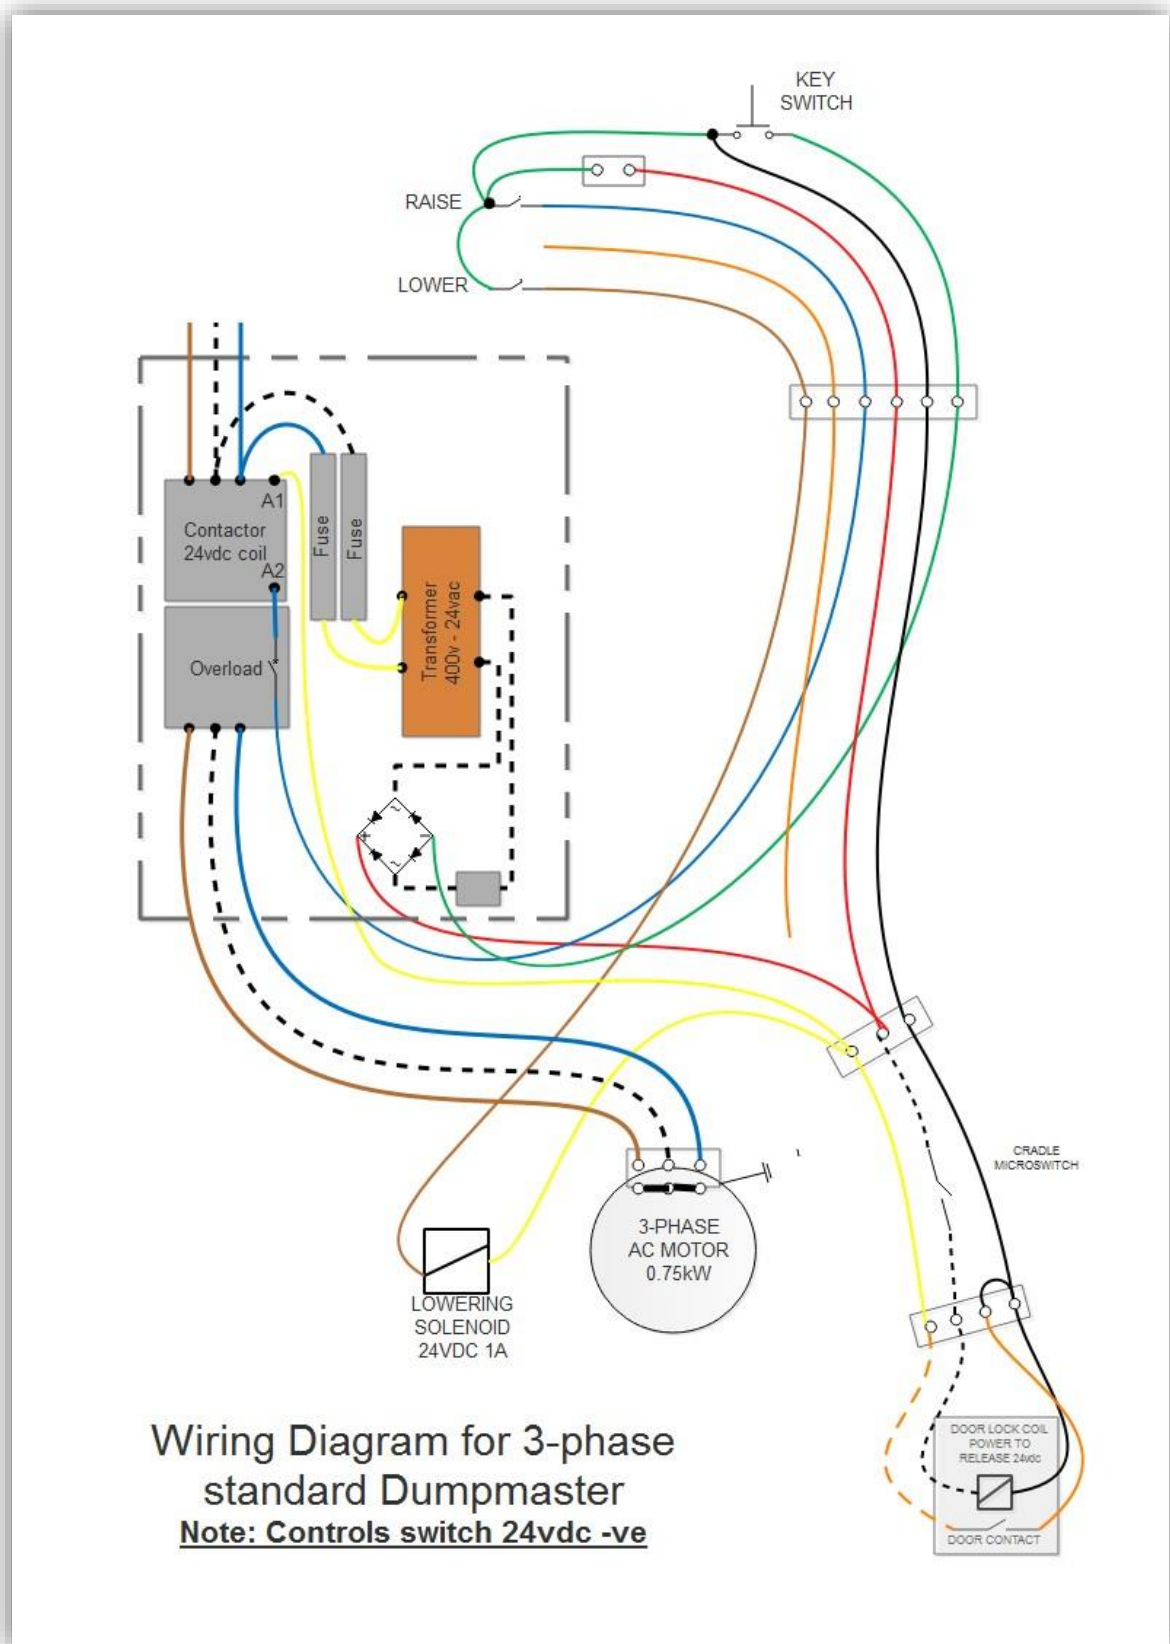 KEY
SWITCH
RAISE
LOWER
A1
Contactor
24vdc coil
A2
Fuse
Fuse
Transformer
400v - 24vac
Overload
~
+
-
~
CRADLE
MICROSWITCH
3-PHASE
AC MOTOR
0.75kW
LOWERING
SOLENOID
24VDC 1A
DOOR LOCK COIL
POWER TO
RELEASE 24vdc
DOOR CONTACT
Wiring Diagram for 3-phase
standard Dumpmaster
Note: Controls switch 24vdc -ve